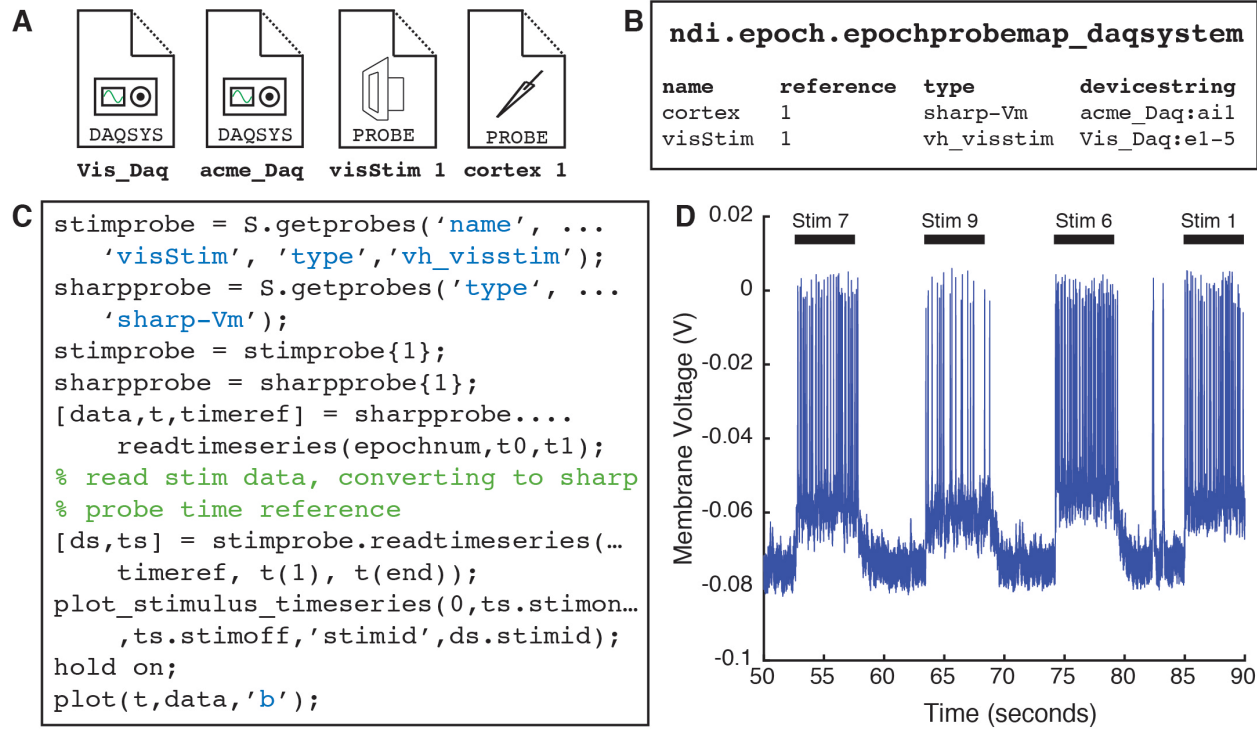 A
DAQSYS
DAQSYS
PROBE
PROBE
Vis_Daq
acme_Daq
visStim 1
cortex 1
B
ndi.epoch.epochprobemap_daqsystem
name reference type devicestring
cortex 1 sharp-Vm acme_Daq:ai1
visStim 1 vh_visstim Vis_Daq:e1-5
C
stimprobe = S.getprobes(‘name’, ...
‘visStim’, ’type’,’vh_visstim’);
sharpprobe = S.getprobes(’type‘, ...
‘sharp-Vm’);
stimprobe = stimprobe{1};
sharpprobe = sharpprobe{1};
[data,t,timeref] = sharpprobe....
readtimeseries(epochnum,t0,t1);
% read stim data, converting to sharp
% probe time reference
[ds,ts] = stimprobe.readtimeseries(…
timeref, t(1), t(end));
plot_stimulus_timeseries(0,ts.stimon…
,ts.stimoff,’stimid’,ds.stimid);
hold on;
plot(t,data,’b’);
D
Stim 7
Stim 9
Stim 6
Stim 1
Membrane Voltage (V)
0.02
0
-0.02
-0.04
-0.06
-0.08
-0.1
50 55 60 65 70 75 80 85 90
Time (seconds)